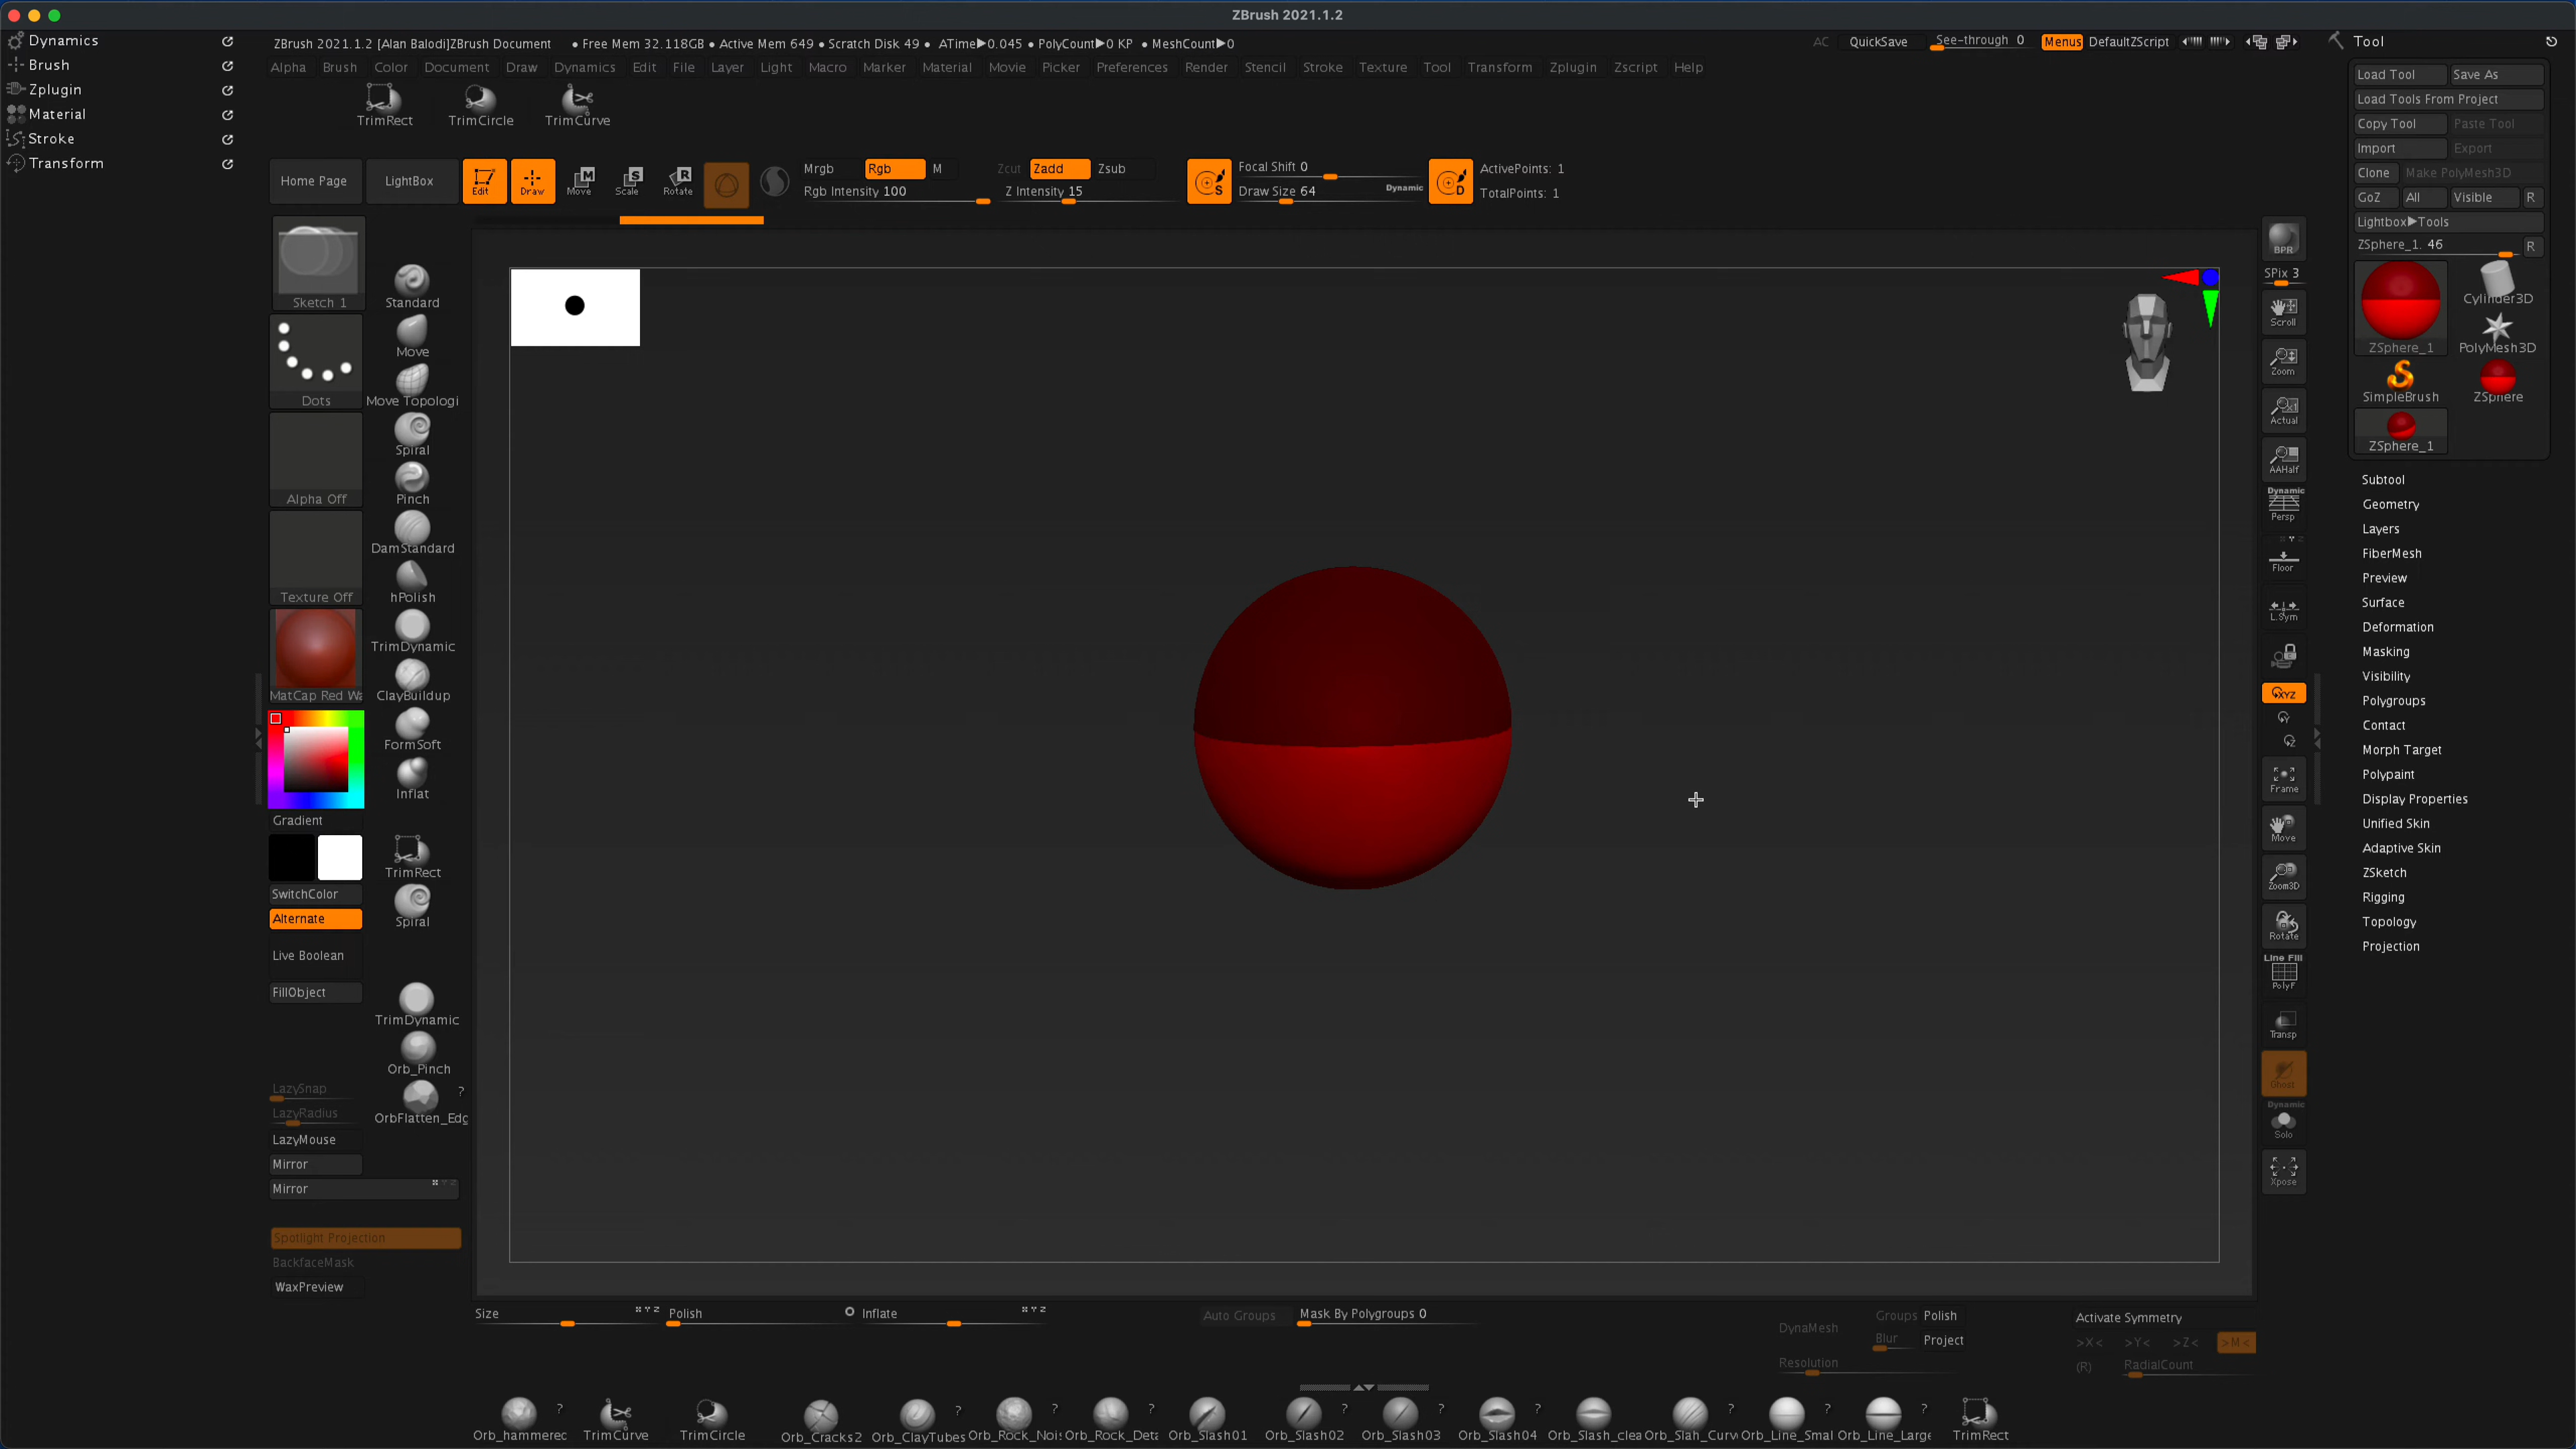 ZBrush 2021.1.2
Dynamics
Brush
Zplugin
Material
Stroke
Transform
ZBrush 2021.1.2 [Alan Balodi]ZBrush Document • Free Mem 32.118GB • Active Mem 649 • Scratch Disk 49 • ATime▶0.045 • PolyCount▶0 KP • MeshCount▶0
AC QuickSave See-through 0 Menus DefaultZScript
Alpha Brush Color Document Draw Dynamics Edit File Layer Light Macro Marker Material Movie Picker Preferences Render Stencil Stroke Texture Tool Transform Zplugin Zscript Help
TrimRect TrimCircle TrimCurve
Home Page LightBox Edit Draw Move Scale Rotate
Mrgb Rgb M Zcut Zadd Zsub
Rgb Intensity 100 Z Intensity 15
Focal Shift 0
Draw Size 64 Dynamic
ActivePoints: 1
TotalPoints: 1
Sketch 1
Dots
Alpha Off
Texture Off
MatCap Red Wa
Gradient
SwitchColor
Alternate
Live Boolean
FillObject
LazySnap
LazyRadius
LazyMouse
Mirror
Mirror
Spotlight Projection
BackfaceMask
WaxPreview
Standard
Move
Move Topologi
Spiral
Pinch
DamStandard
hPolish
TrimDynamic
ClayBuildup
FormSoft
Inflat
TrimRect
Spiral
TrimDynamic
Orb_Pinch
OrbFlatten_Edg
BPR
SPix 3
Scroll
Zoom
Actual
AAHalf
Dynamic
Persp
Floor
L.Sym
XYZ
Y
Z
Frame
Move
Zoom3D
Rotate
Line Fill
PolyF
Transp
Ghost
Dynamic
Solo
Xpose
Tool
Load Tool Save As
Load Tools From Project
Copy Tool Paste Tool
Import Export
Clone Make PolyMesh3D
GoZ All Visible R
Lightbox▶Tools
ZSphere_1. 46 R
ZSphere_1
Cylinder3D
PolyMesh3D
SimpleBrush ZSphere
ZSphere_1
Subtool
Geometry
Layers
FiberMesh
Preview
Surface
Deformation
Masking
Visibility
Polygroups
Contact
Morph Target
Polypaint
Display Properties
Unified Skin
Adaptive Skin
ZSketch
Rigging
Topology
Projection
Size Polish Inflate
Auto Groups Mask By Polygroups 0
DynaMesh Groups Polish
Blur Project
Resolution
Activate Symmetry
>X< >Y< >Z< >M<
(R) RadialCount
Orb_hammerec TrimCurve TrimCircle Orb_Cracks2 Orb_ClayTubes Orb_Rock_Nois Orb_Rock_Deta Orb_Slash01 Orb_Slash02 Orb_Slash03 Orb_Slash04 Orb_Slash_clea Orb_Slah_Curv Orb_Line_Smal Orb_Line_Large TrimRect